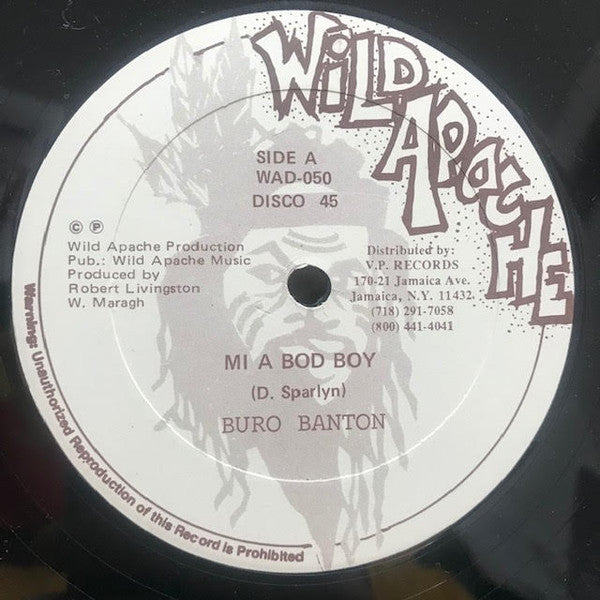 WiLD
APACHE
SIDE A
WAD-050
DISCO 45
© ℗
Wild Apache Production
Pub.: Wild Apache Music
Produced by
Robert Livingston
W. Maragh
Distributed by:
V.P. RECORDS
170-21 Jamaica Ave.
Jamaica, N.Y. 11432.
(718) 291-7058
(800) 441-4041
MI A BOD BOY
(D. Sparlyn)
BURO BANTON
Warning: Unauthorized Reproduction of this Record is Prohibited